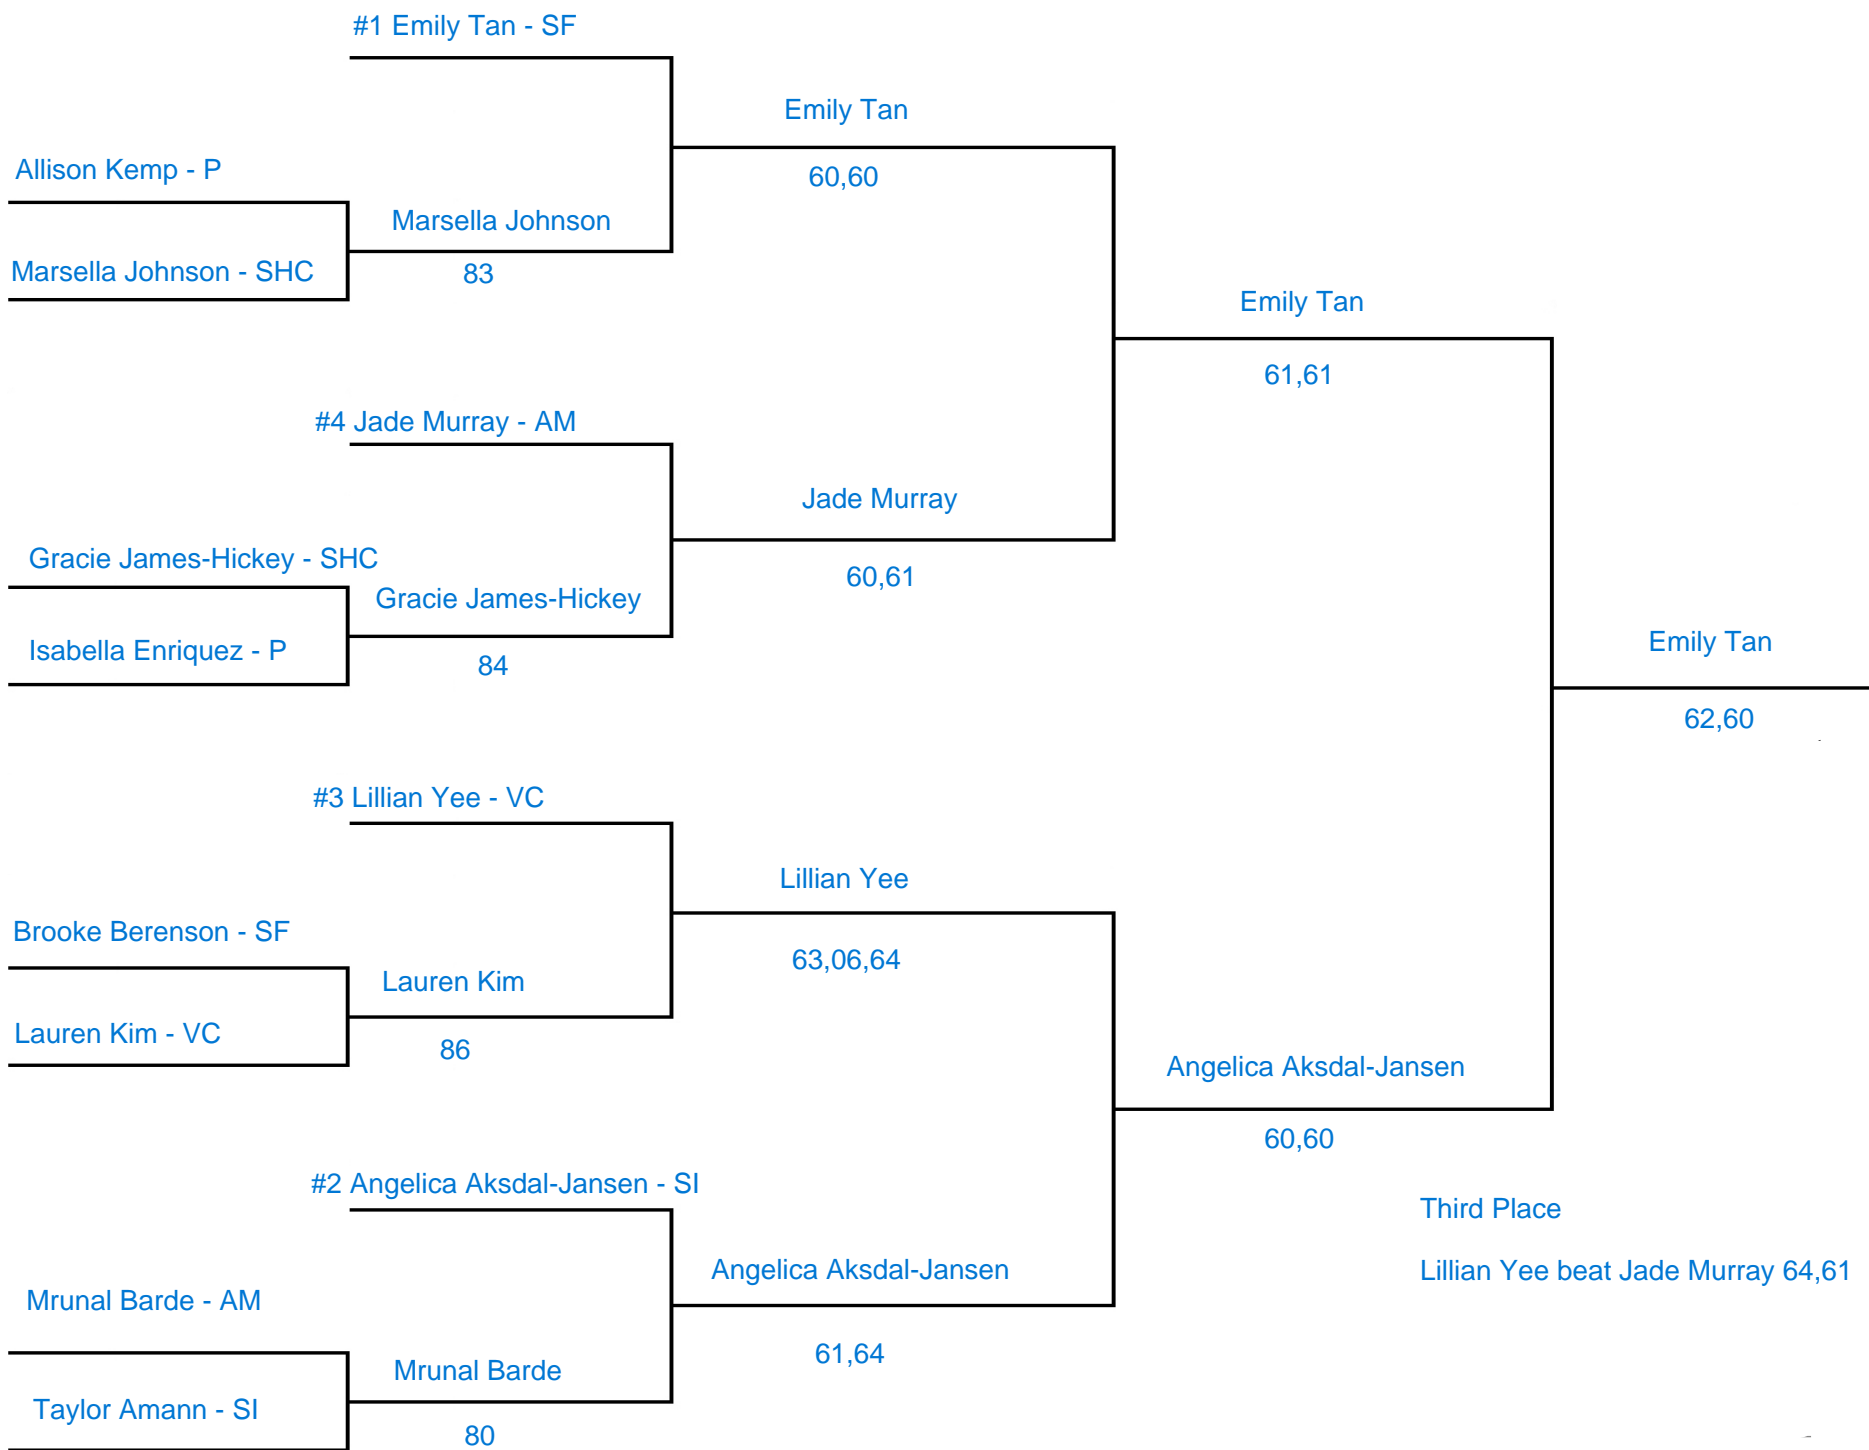 #1 Emily Tan - SF
Emily Tan
60,60
Allison Kemp - P
Marsella Johnson
Marsella Johnson - SHC
83
Emily Tan
61,61
#4 Jade Murray - AM
Jade Murray
60,61
Gracie James-Hickey - SHC
Gracie James-Hickey
Isabella Enriquez - P
84
Emily Tan
62,60
#3 Lillian Yee - VC
Lillian Yee
63,06,64
Brooke Berenson - SF
Lauren Kim
Lauren Kim - VC
86
Angelica Aksdal-Jansen
60,60
#2 Angelica Aksdal-Jansen - SI
Angelica Aksdal-Jansen
61,64
Mrunal Barde - AM
Mrunal Barde
Taylor Amann - SI
80
Third Place
Lillian Yee beat Jade Murray 64,61